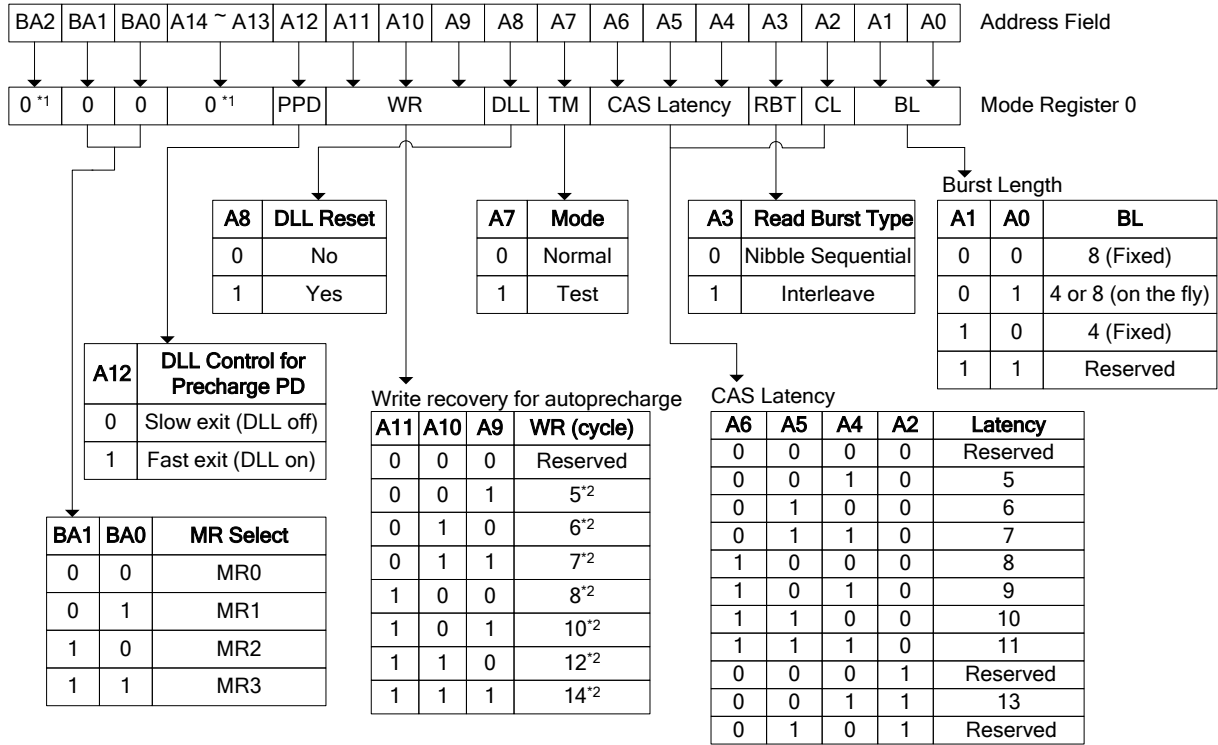 BA2 BA1 BA0 A14 ~ A13 A12 A11 A10 A9 A8 A7 A6 A5 A4 A3 A2 A1 A0 Address Field
0 *1 0 0 0 *1 PPD WR DLL TM CAS Latency RBT CL BL Mode Register 0
A8 DLL Reset
0 No
1 Yes
A7 Mode
0 Normal
1 Test
A3 Read Burst Type
0 Nibble Sequential
1 Interleave
Burst Length
A1 A0 BL
0 0 8 (Fixed)
0 1 4 or 8 (on the fly)
1 0 4 (Fixed)
1 1 Reserved
A12 DLL Control for
Precharge PD
0 Slow exit (DLL off)
1 Fast exit (DLL on)
Write recovery for autoprecharge
A11 A10 A9 WR (cycle)
0 0 0 Reserved
0 0 1 5*2
0 1 0 6*2
0 1 1 7*2
1 0 0 8*2
1 0 1 10*2
1 1 0 12*2
1 1 1 14*2
CAS Latency
A6 A5 A4 A2 Latency
0 0 0 0 Reserved
0 0 1 0 5
0 1 0 0 6
0 1 1 0 7
1 0 0 0 8
1 0 1 0 9
1 1 0 0 10
1 1 1 0 11
0 0 0 1 Reserved
0 0 1 1 13
0 1 0 1 Reserved
BA1 BA0 MR Select
0 0 MR0
0 1 MR1
1 0 MR2
1 1 MR3